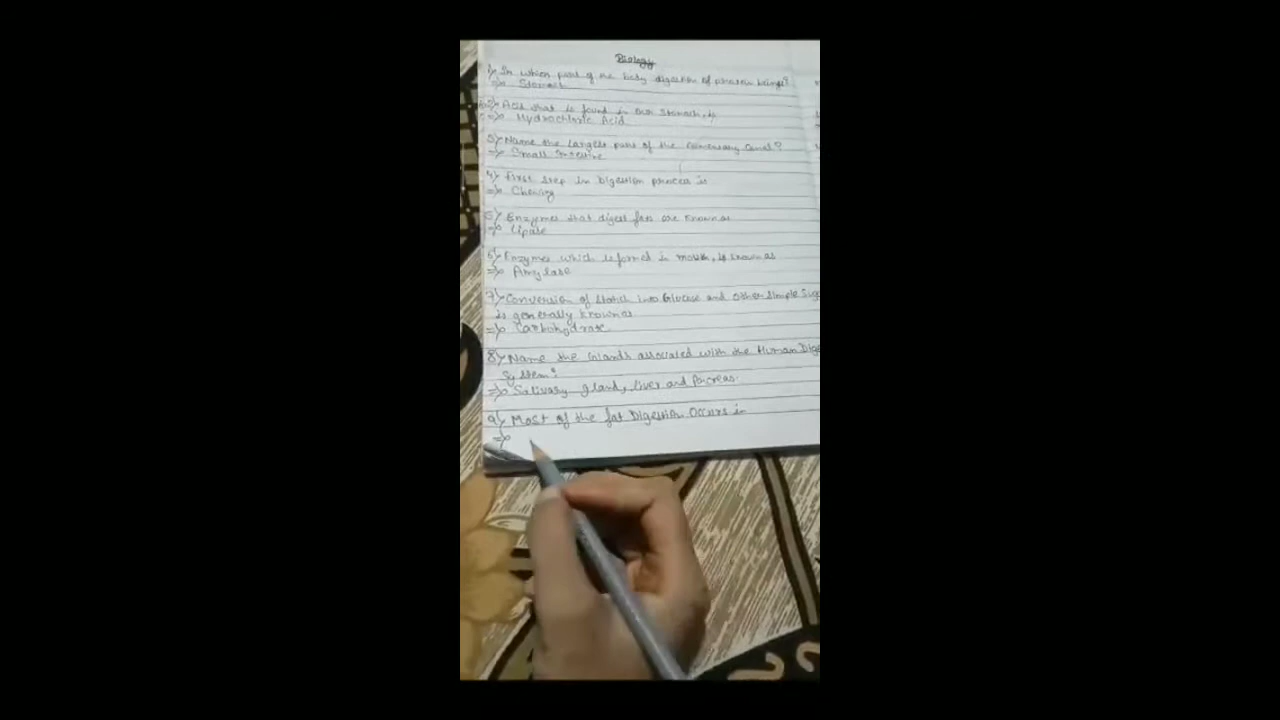 Biology
1) In which part of the body digestion of protein beings?
=> Stomach
2) Acid that is found in our Stomach, is
=> Hydrochloric Acid
3) Name the largest part of the alimentary Canal?
=> Small Intestine
4) First Step in Digestion process is
=> Chewing
5) Enzymes that digest fats are known as
=> Lipase
6) Enzymes which is formed in mouth, is known as
=> Amylase
7) Conversion of Starch into Glucose and other Simple Sug
is generally known as
=> Carbohydrase
8) Name the Glands associated with the Human Dige
System?
=> Salivary gland, Liver and Pancreas.
9) Most of the fat Digestion Occurs in
=>